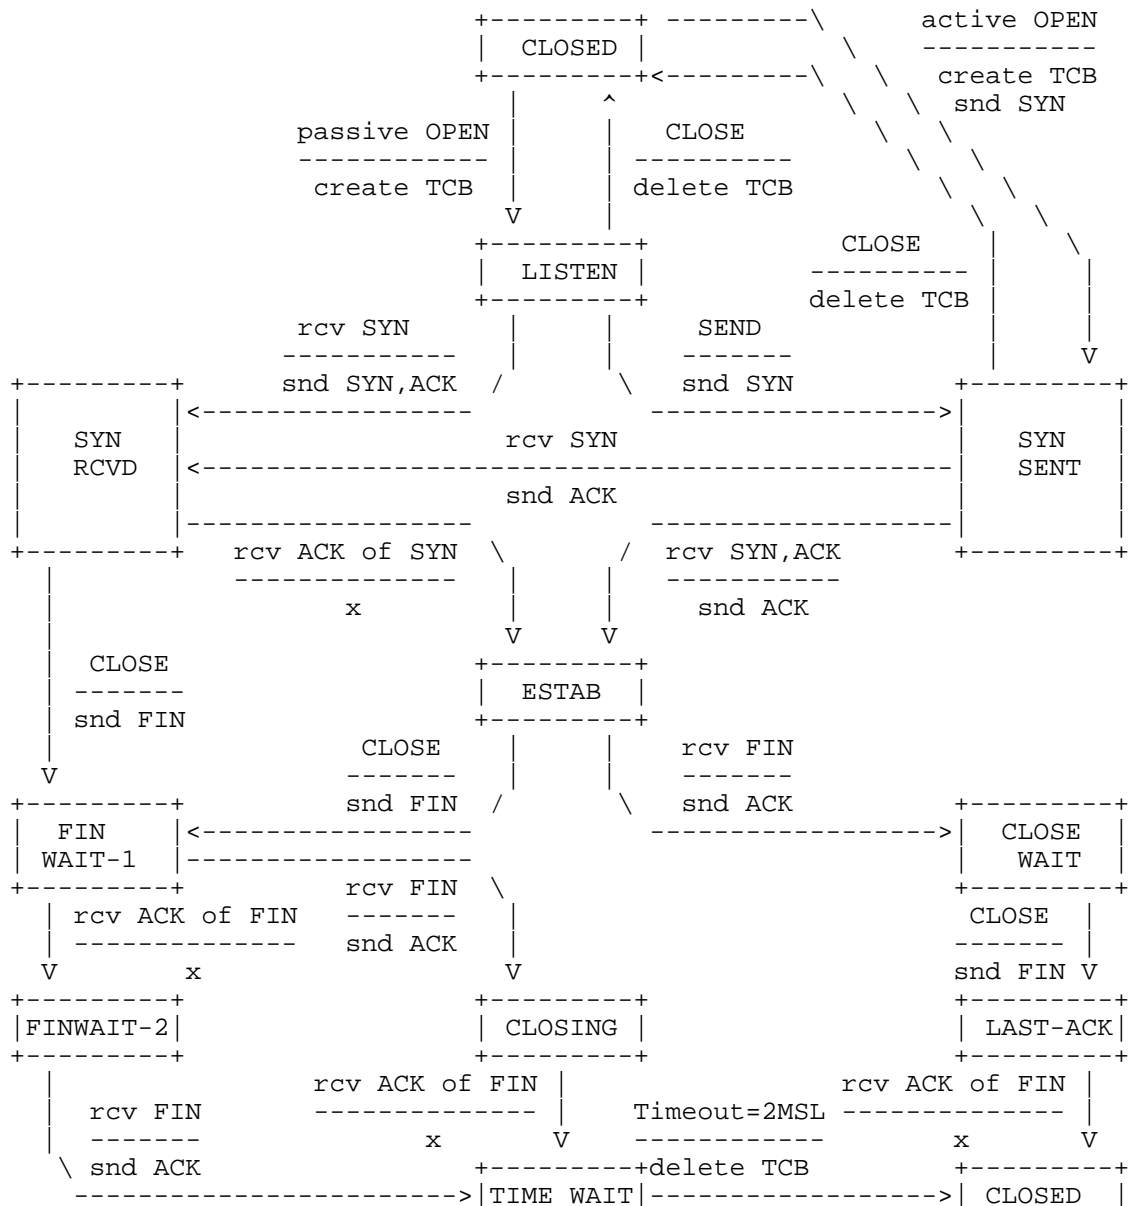 +---------+ ---------\      active OPEN
                              |  CLOSED |            \    -----------
                              +---------+<---------\   \   create TCB
                                |     ^              \   \  snd SYN
                   passive OPEN |     |   CLOSE        \   \
                   ------------ |     | ----------       \   \
                    create TCB  |     | delete TCB         \   \
                                V     |                      \   \
                              +---------+            CLOSE    |    \
                              |  LISTEN |          ---------- |     |
                              +---------+          delete TCB |     |
                   rcv SYN      |     |     SEND              |     |
                  -----------   |     |    -------            |     V
 +---------+      snd SYN,ACK  /       \   snd SYN          +---------+
 |         |<-----------------           ------------------>|         |
 |   SYN   |                    rcv SYN                     |   SYN   |
 |   RCVD  |<-----------------------------------------------|   SENT  |
 |         |                    snd ACK                     |         |
 |         |------------------           -------------------|         |
 +---------+   rcv ACK of SYN  \       /  rcv SYN,ACK       +---------+
   |           --------------   |     |   -----------
   |                  x         |     |     snd ACK
   |                            V     V
   |  CLOSE                   +---------+
   | -------                  |  ESTAB  |
   | snd FIN                  +---------+
   |                   CLOSE    |     |    rcv FIN
   V                  -------   |     |    -------
 +---------+          snd FIN  /       \   snd ACK          +---------+
 |  FIN    |<-----------------           ------------------>|  CLOSE  |
 | WAIT-1  |------------------                              |   WAIT  |
 +---------+          rcv FIN  \                            +---------+
   | rcv ACK of FIN   -------   |                            CLOSE  |
   | --------------   snd ACK   |                           ------- |
   V        x                   V                           snd FIN V
 +---------+                  +---------+                   +---------+
 |FINWAIT-2|                  | CLOSING |                   | LAST-ACK|
 +---------+                  +---------+                   +---------+
   |                rcv ACK of FIN |                 rcv ACK of FIN |
   |  rcv FIN       -------------- |    Timeout=2MSL -------------- |
   |  -------              x       V    ------------        x       V
    \ snd ACK                 +---------+delete TCB         +---------+
     ------------------------>|TIME WAIT|------------------>| CLOSED  |